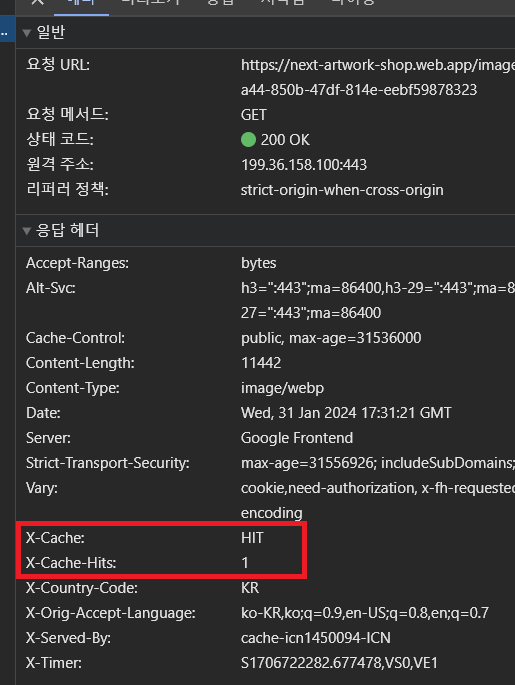 일반
요청 URL: https://next-artwork-shop.web.app/image
a44-850b-47df-814e-eebf59878323
요청 메서드: GET
상태 코드: 200 OK
원격 주소: 199.36.158.100:443
리퍼러 정책: strict-origin-when-cross-origin
응답 헤더
Accept-Ranges: bytes
Alt-Svc: h3=":443";ma=86400,h3-29=":443";ma=8
27=":443";ma=86400
Cache-Control: public, max-age=31536000
Content-Length: 11442
Content-Type: image/webp
Date: Wed, 31 Jan 2024 17:31:21 GMT
Server: Google Frontend
Strict-Transport-Security: max-age=31556926; includeSubDomains;
Vary: cookie,need-authorization, x-fh-requested
encoding
X-Cache: HIT
X-Cache-Hits: 1
X-Country-Code: KR
X-Orig-Accept-Language: ko-KR,ko;q=0.9,en-US;q=0.8,en;q=0.7
X-Served-By: cache-icn1450094-ICN
X-Timer: S1706722282.677478,VS0,VE1